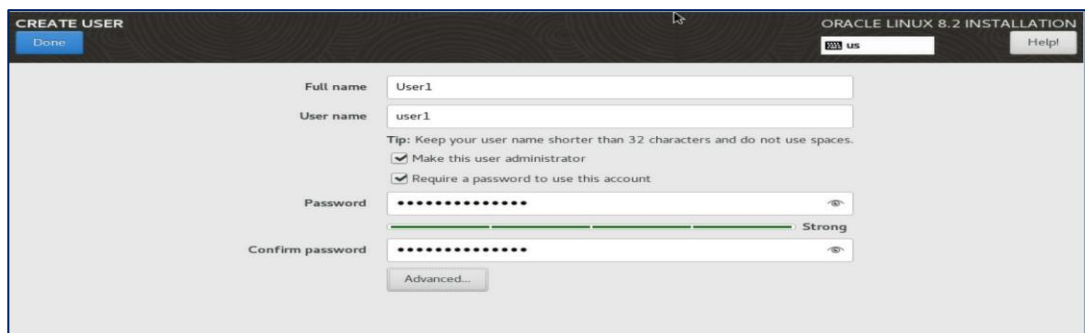 CREATE USER
ORACLE LINUX 8.2 INSTALLATION
Done
us
Help!
Full name
User1
User name
user1
Tip: Keep your user name shorter than 32 characters and do not use spaces.
Make this user administrator
Require a password to use this account
Password
••••••••••••••
Strong
Confirm password
••••••••••••••
Advanced...